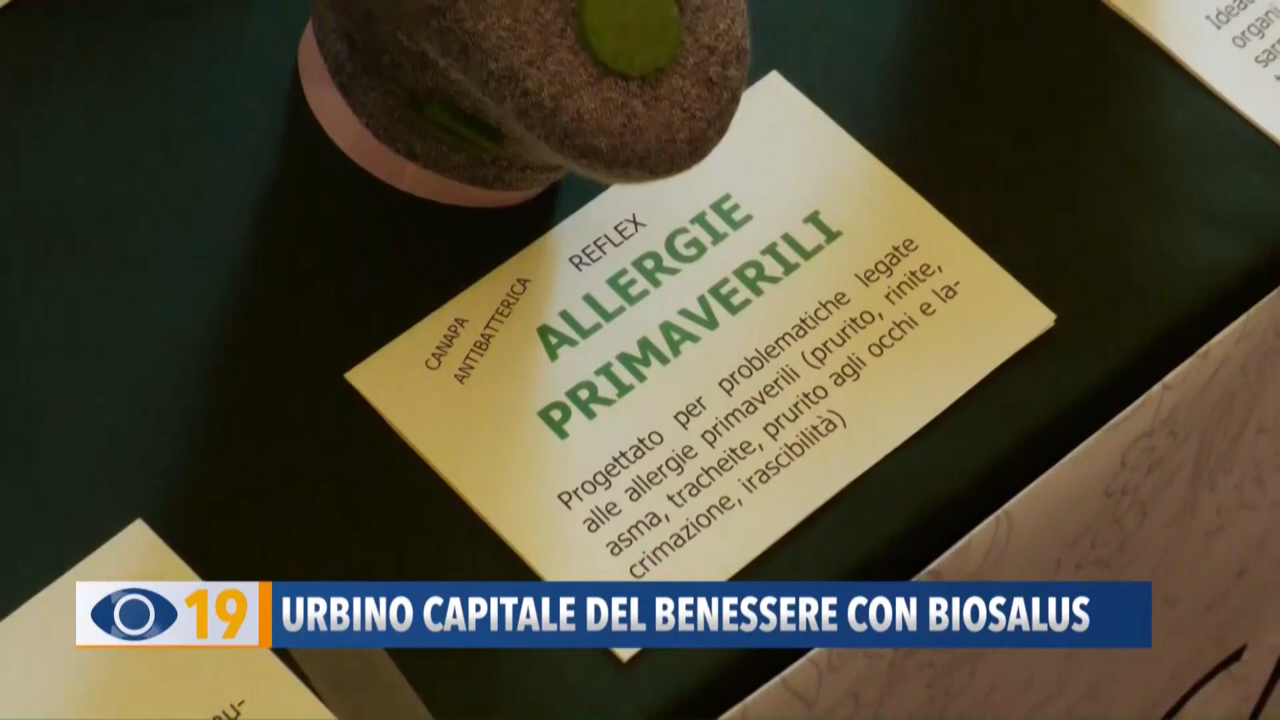 CANAPA
ANTIBATTERICA
REFLEX
ALLERGIE
PRIMAVERILI
Progettato per problematiche legate
alle allergie primaverili (prurito, rinite,
asma, tracheite, prurito agli occhi e la-
crimazione, irascibilità)
organi
19
URBINO CAPITALE DEL BENESSERE CON BIOSALUS